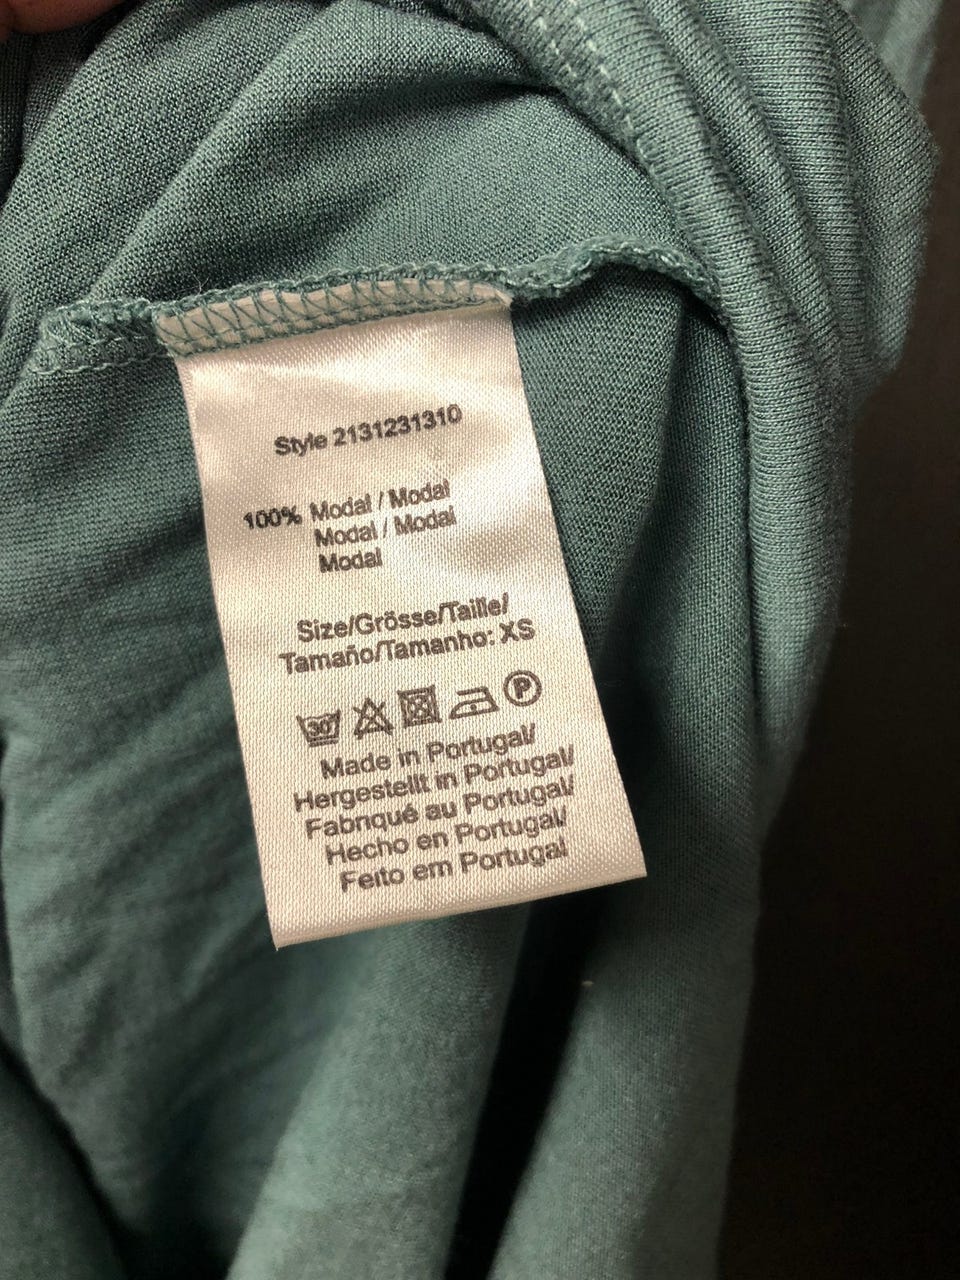 Style 2131231310
100% Modal / Modal
Modal / Modal
Modal
Size/Grösse/Taille/
Tamaño/Tamanho: XS
30 P
Made in Portugal/
Hergestellt in Portugal/
Fabriqué au Portugal/
Hecho en Portugal/
Feito em Portugal